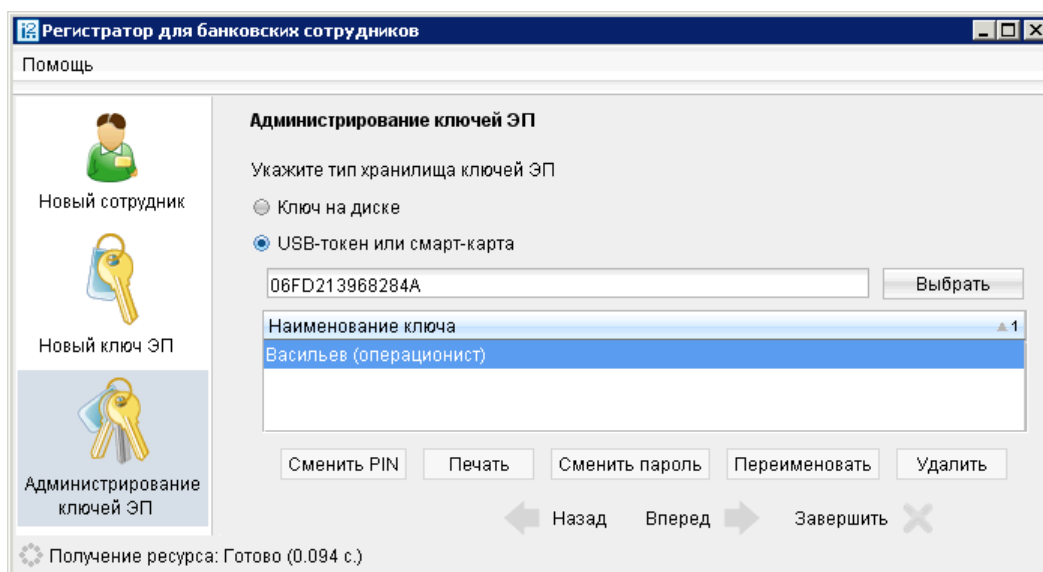 Регистратор для банковских сотрудников
Помощь
Новый сотрудник
Новый ключ ЭП
Администрирование
ключей ЭП
Администрирование ключей ЭП
Укажите тип хранилища ключей ЭП
Ключ на диске
USB-токен или смарт-карта
06FD213968284A
Выбрать
Наименование ключа
1
Васильев (операционист)
Сменить PIN
Печать
Сменить пароль
Переименовать
Удалить
Назад
Вперед
Завершить
Получение ресурса: Готово (0.094 с.)